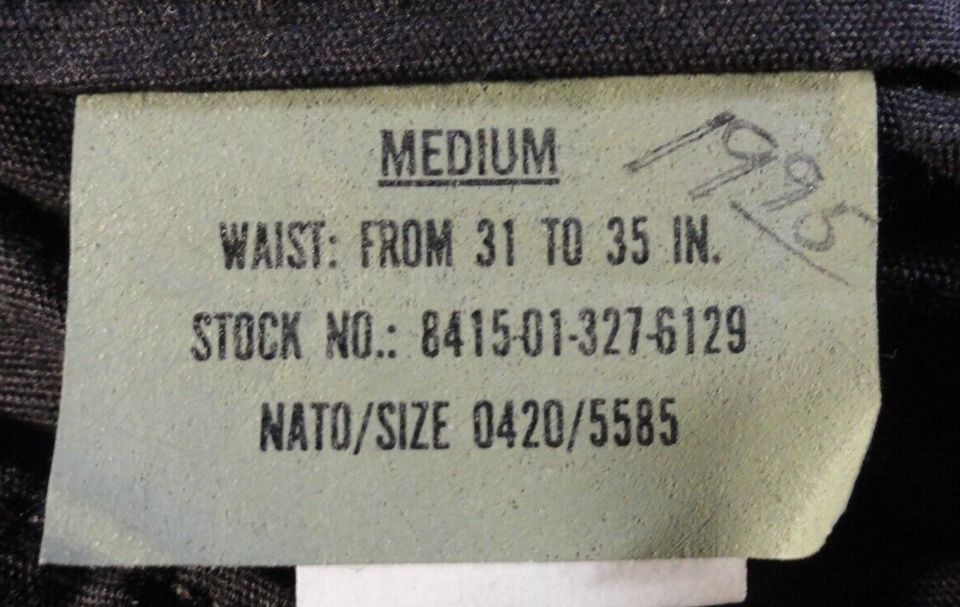 MEDIUM
1995
WAIST: FROM 31 TO 35 IN.
STOCK NO.: 8415-01-327-6129
NATO/SIZE 0420/5585